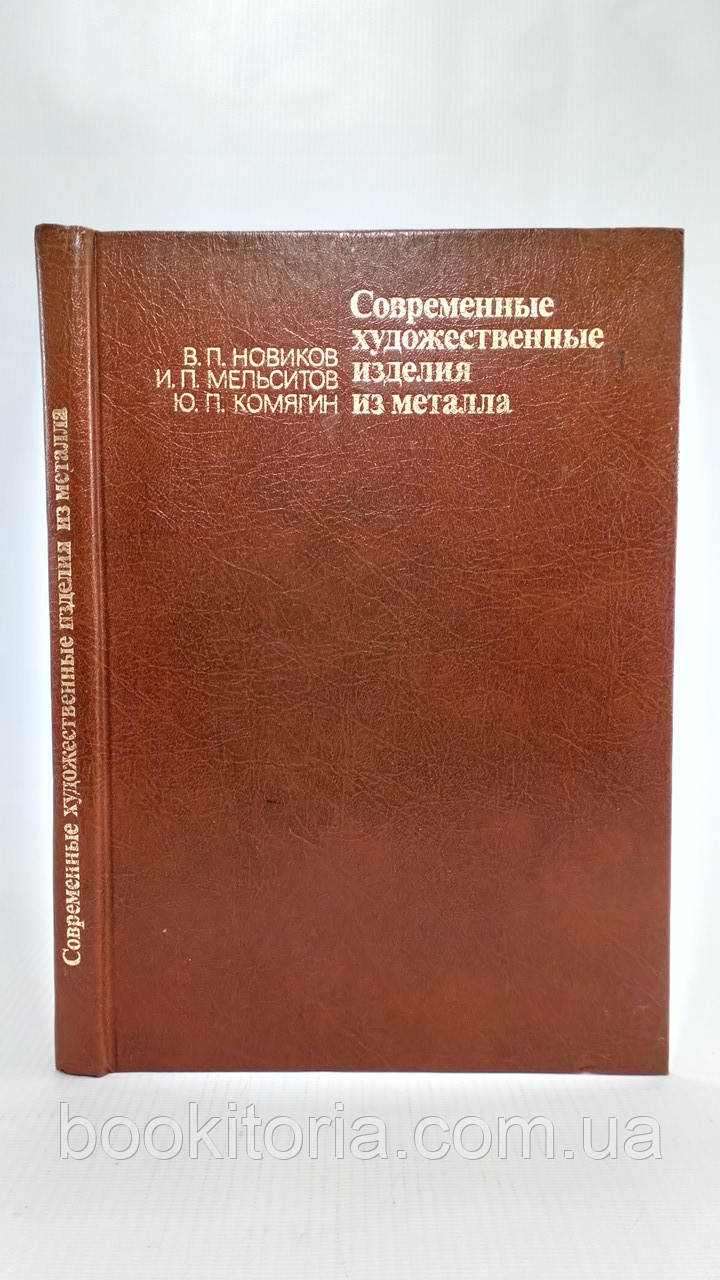 В. П. НОВИКОВ
И. П. МЕЛЬСИТОВ
Ю. П. КОМЯГИН
Современные
художественные
изделия
из металла
Современные художественные изделия из металла
bookitoria.com.ua